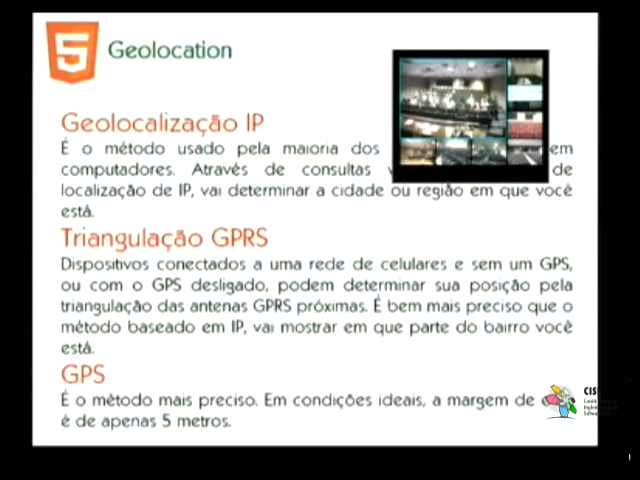 5 Geolocation
Geolocalização IP
É o método usado pela maioria dos em
computadores. Através de consultas de
localização de IP, vai determinar a cidade ou região em que você
está.
Triangulação GPRS
Dispositivos conectados a uma rede de celulares e sem um GPS,
ou com o GPS desligado, podem determinar sua posição pela
triangulação das antenas GPRS próximas. É bem mais preciso que o
método baseado em IP, vai mostrar em que parte do bairro você
está.
GPS
É o método mais preciso. Em condições ideais, a margem de
é de apenas 5 metros.
CIS